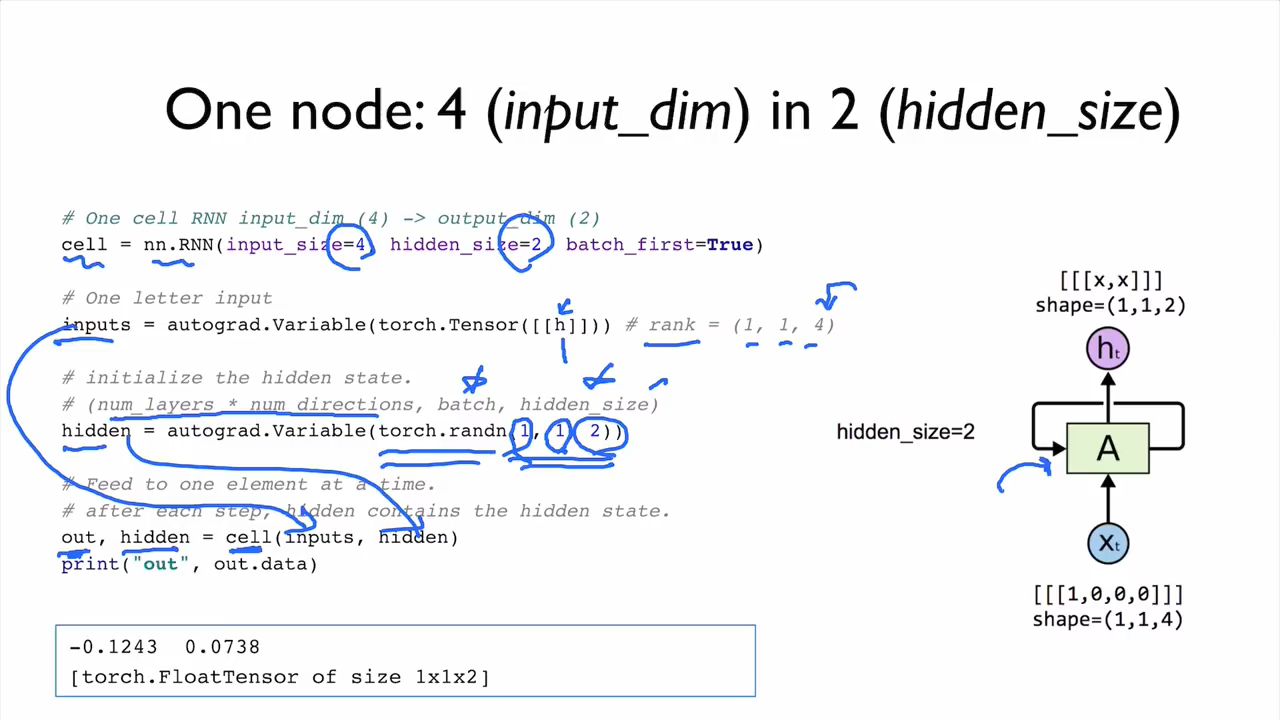 One node: 4 (input_dim) in 2 (hidden_size)
# One cell RNN input_dim (4) -> output_dim (2)
cell = nn.RNN(input_size=4, hidden_size=2, batch_first=True)
# One letter input
inputs = autograd.Variable(torch.Tensor([[h]])) # rank = (1, 1, 4)
# initialize the hidden state.
# (num_layers * num_directions, batch, hidden_size)
hidden = autograd.Variable(torch.randn(1, 1, 2))
# Feed to one element at a time.
# after each step, hidden contains the hidden state.
out, hidden = cell(inputs, hidden)
print("out", out.data)
-0.1243 0.0738
[torch.FloatTensor of size 1x1x2]
[[[x,x]]]
shape=(1,1,2)
ht
hidden_size=2
A
xt
[[[1,0,0,0]]]
shape=(1,1,4)